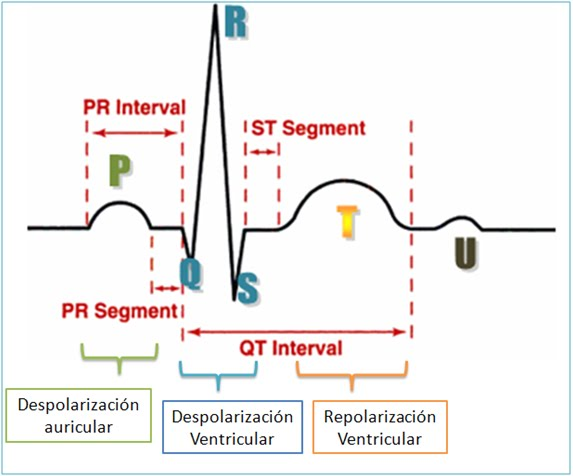 R
PR Interval
ST Segment
P
T
Q
S
U
PR Segment
QT Interval
Despolarización
auricular
Despolarización
Ventricular
Repolarización
Ventricular